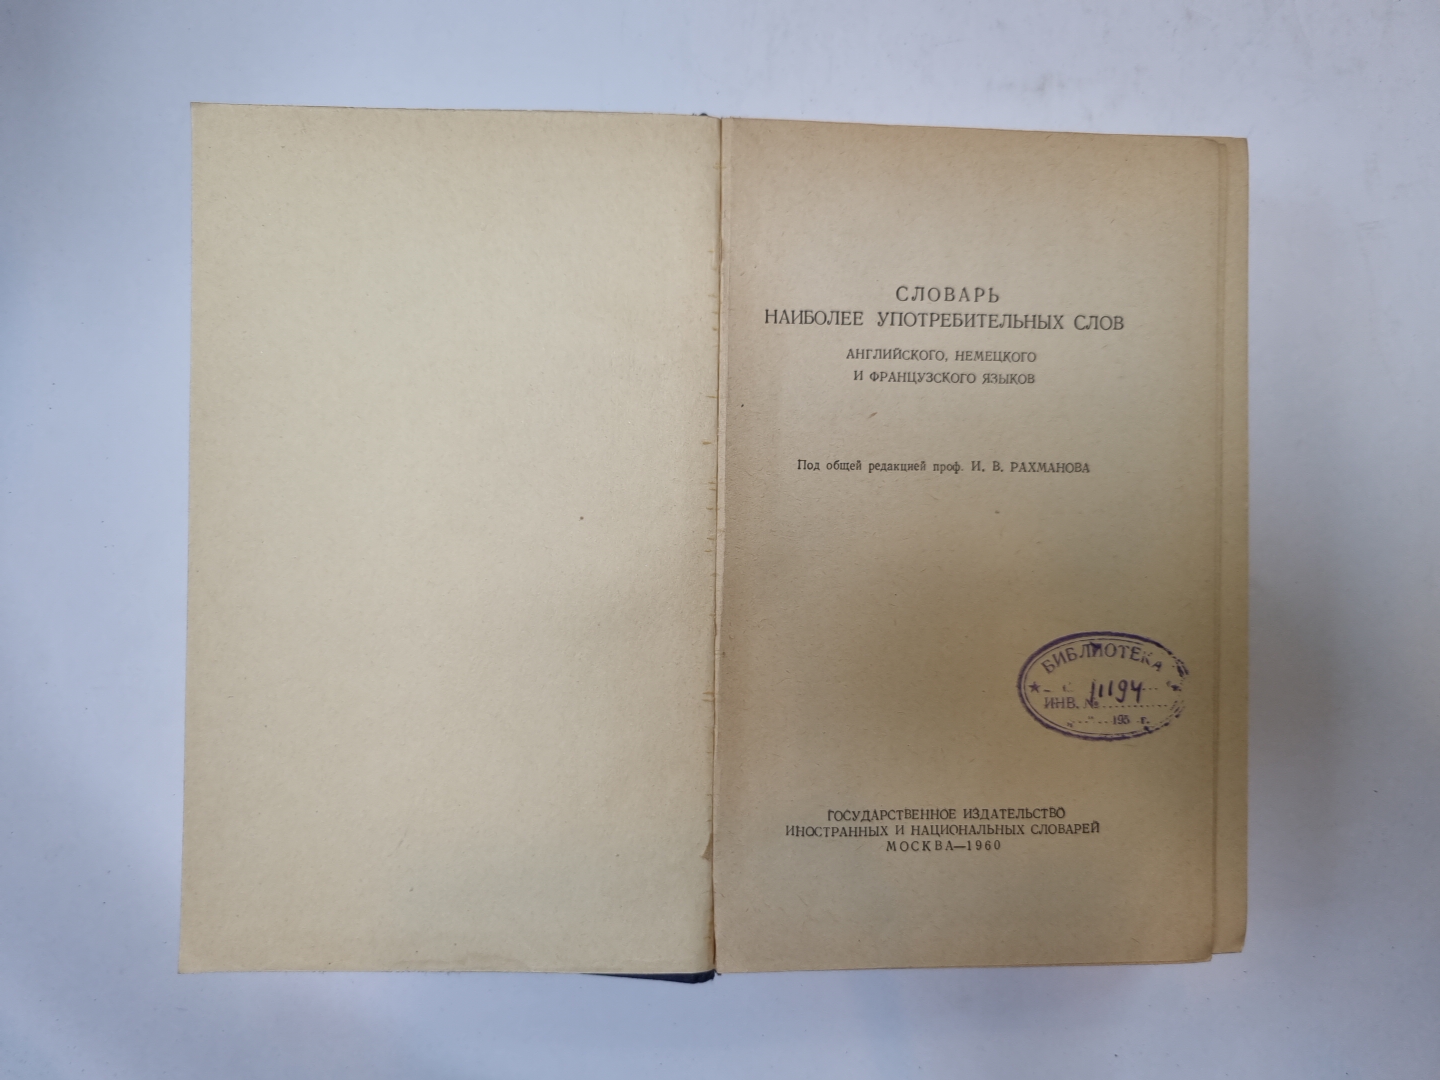 СЛОВАРЬ
НАИБОЛЕЕ УПОТРЕБИТЕЛЬНЫХ СЛОВ
АНГЛИЙСКОГО, НЕМЕЦКОГО
И ФРАНЦУЗСКОГО ЯЗЫКОВ
Под общей редакцией проф. И. В. РАХМАНОВА
БИБЛИОТЕКА
11194
ИНВ. №
195 г.
ГОСУДАРСТВЕННОЕ ИЗДАТЕЛЬСТВО
ИНОСТРАННЫХ И НАЦИОНАЛЬНЫХ СЛОВАРЕЙ
МОСКВА—1960